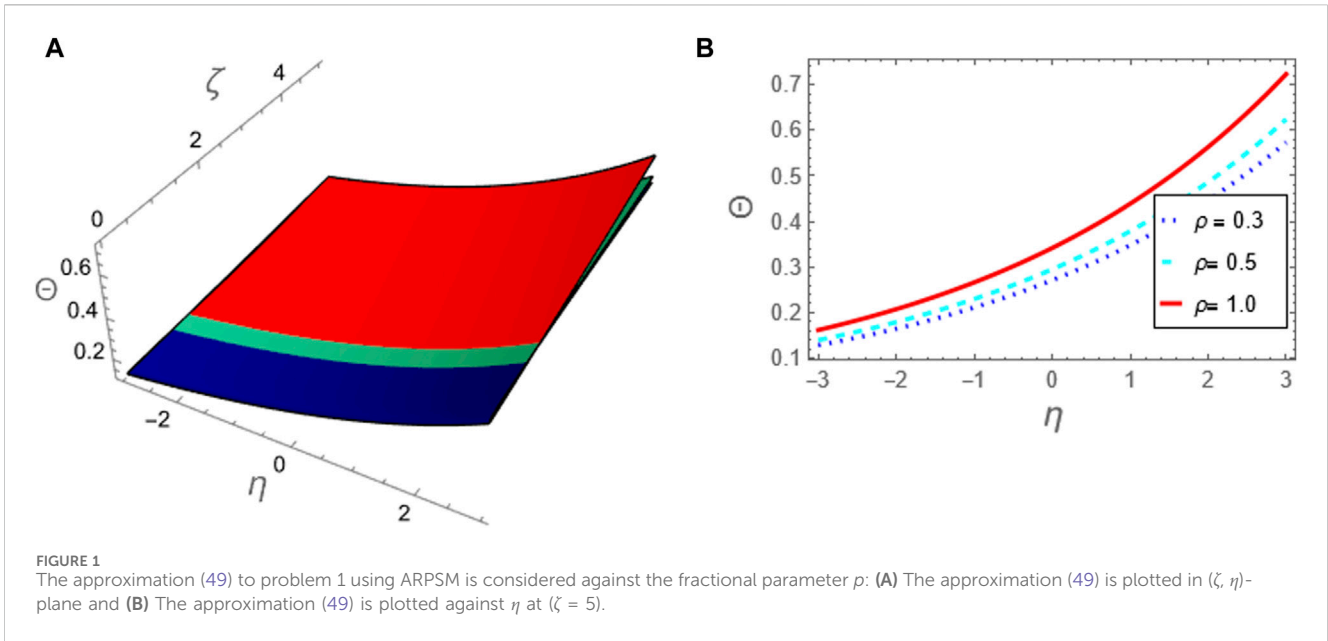 A
B
ζ
4
2
0
0.6
Θ
0.4
0.2
−2
0
η
2
0.7
0.6
0.5
Θ
0.4
0.3
0.2
0.1
ρ = 0.3
ρ= 0.5
ρ= 1.0
−3 −2 −1 0 1 2 3
η
FIGURE 1
The approximation (49) to problem 1 using ARPSM is considered against the fractional parameter p: (A) The approximation (49) is plotted in (ζ, η)-
plane and (B) The approximation (49) is plotted against η at (ζ = 5).